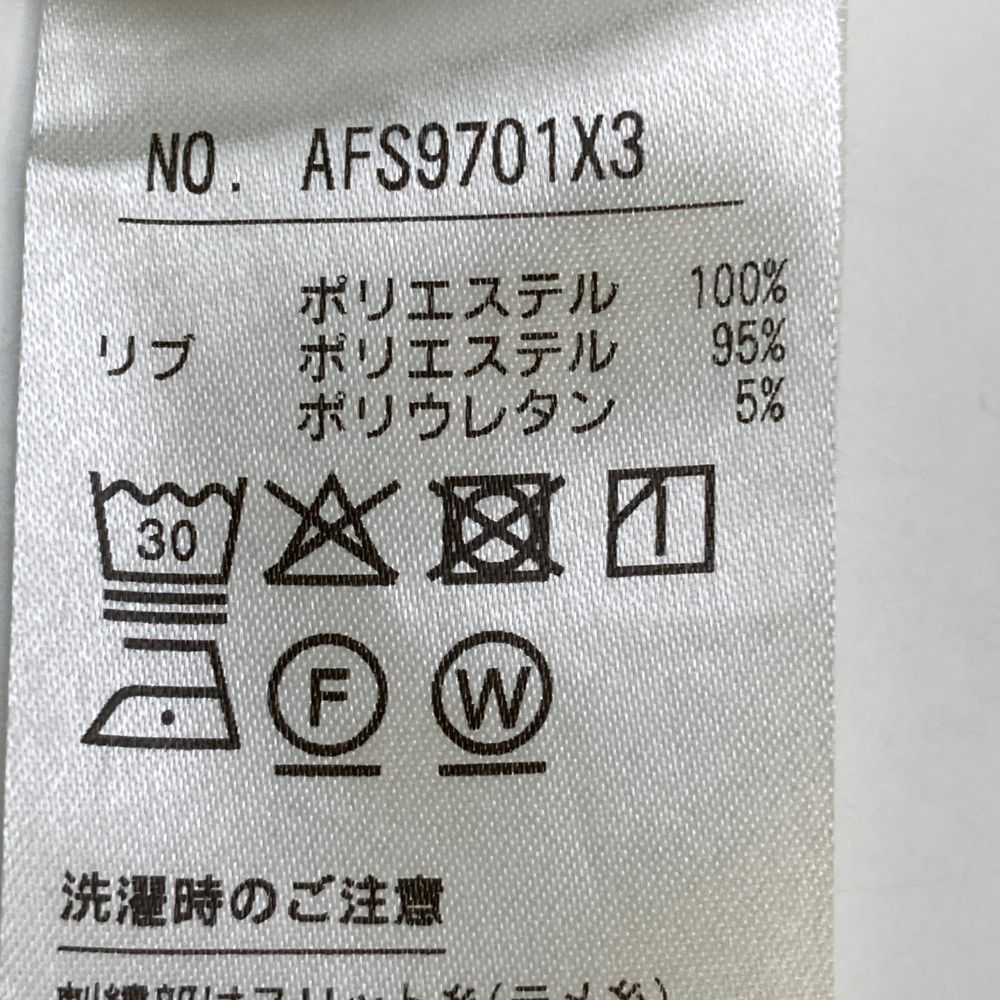 NO. AFS9701X3
ポリエステル 100%
リブ ポリエステル 95%
ポリウレタン 5%
30
F W
洗濯時のご注意